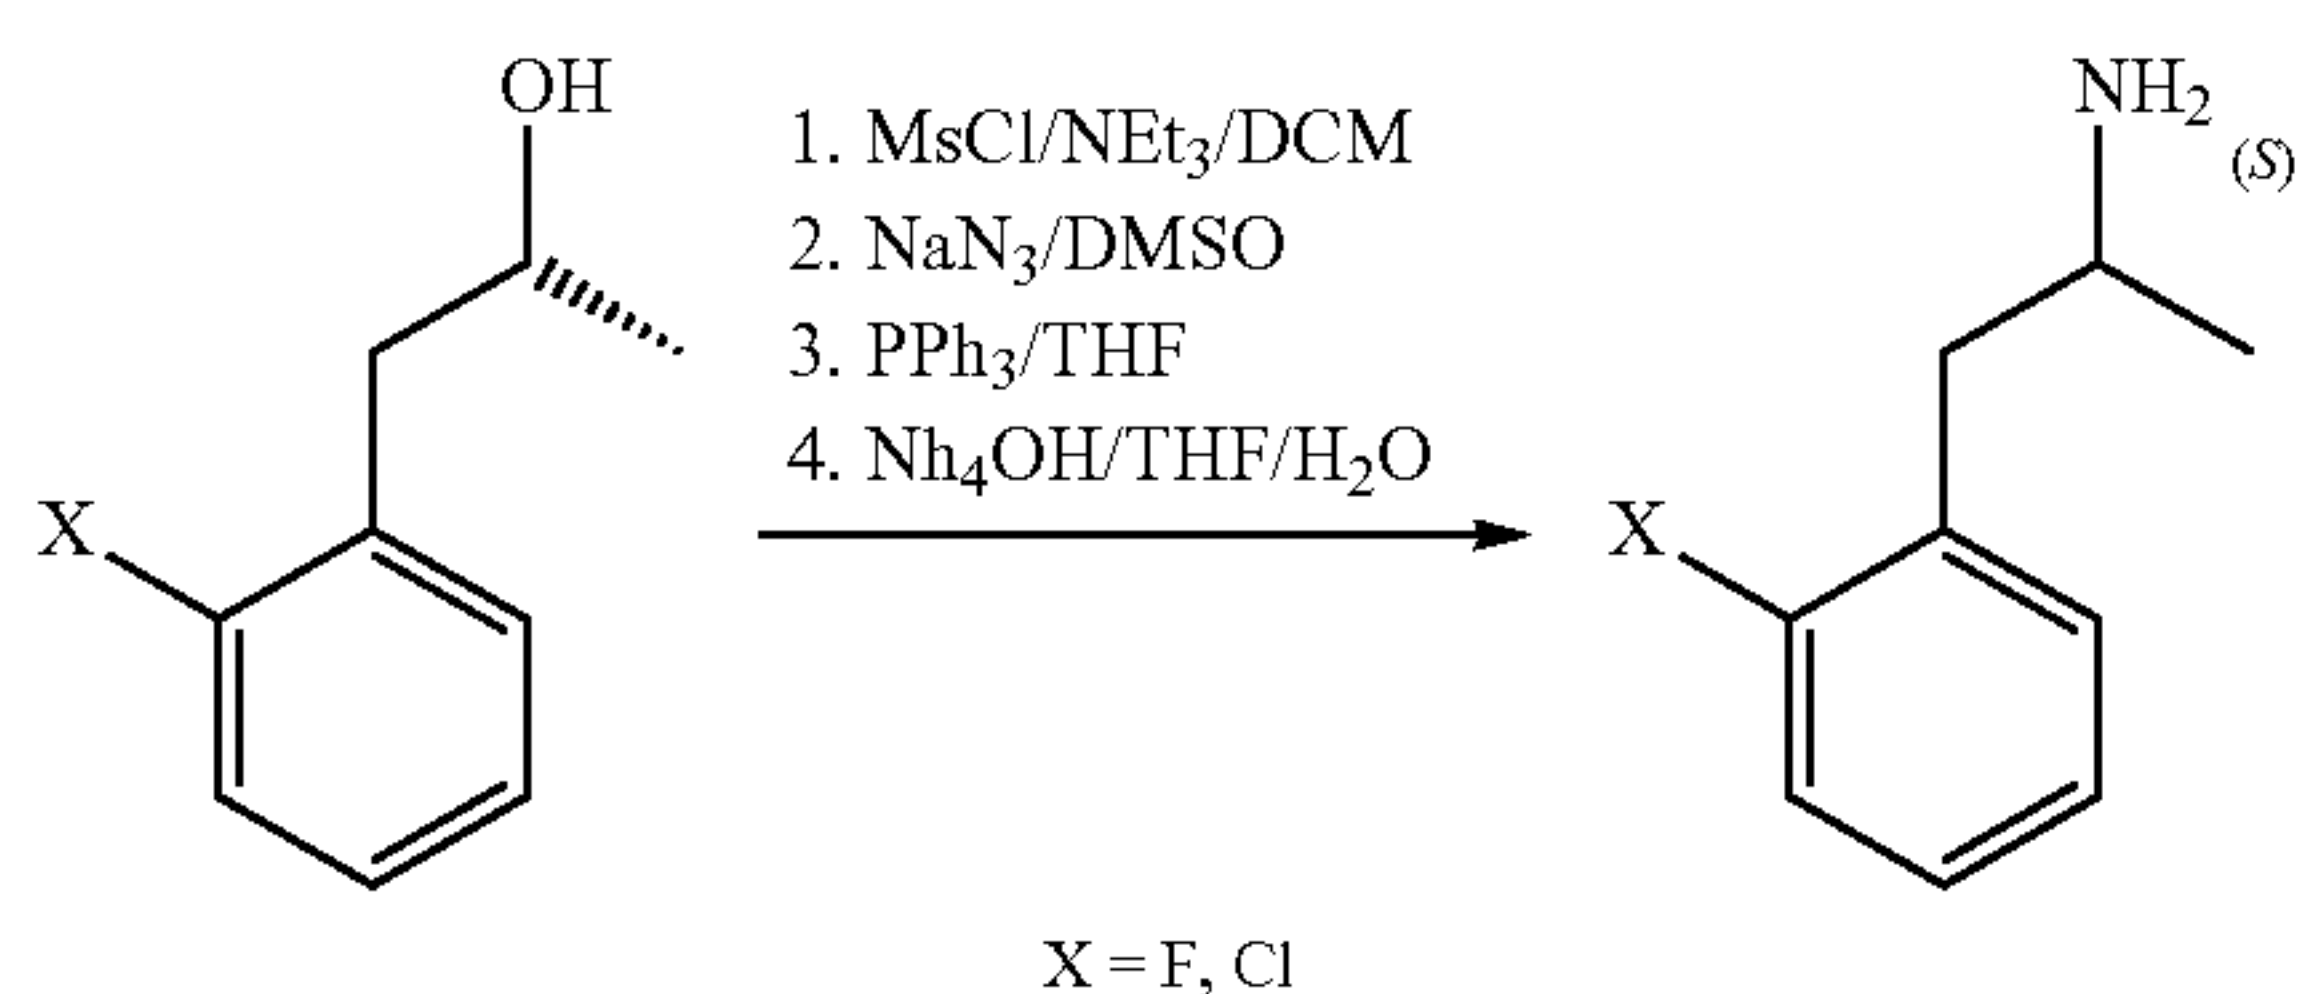 OH
1. MsCl/NEt₃/DCM
2. NaN₃/DMSO
3. PPh₃/THF
4. Nh₄OH/THF/H₂O
X
NH₂
(S)
X
X = F, Cl